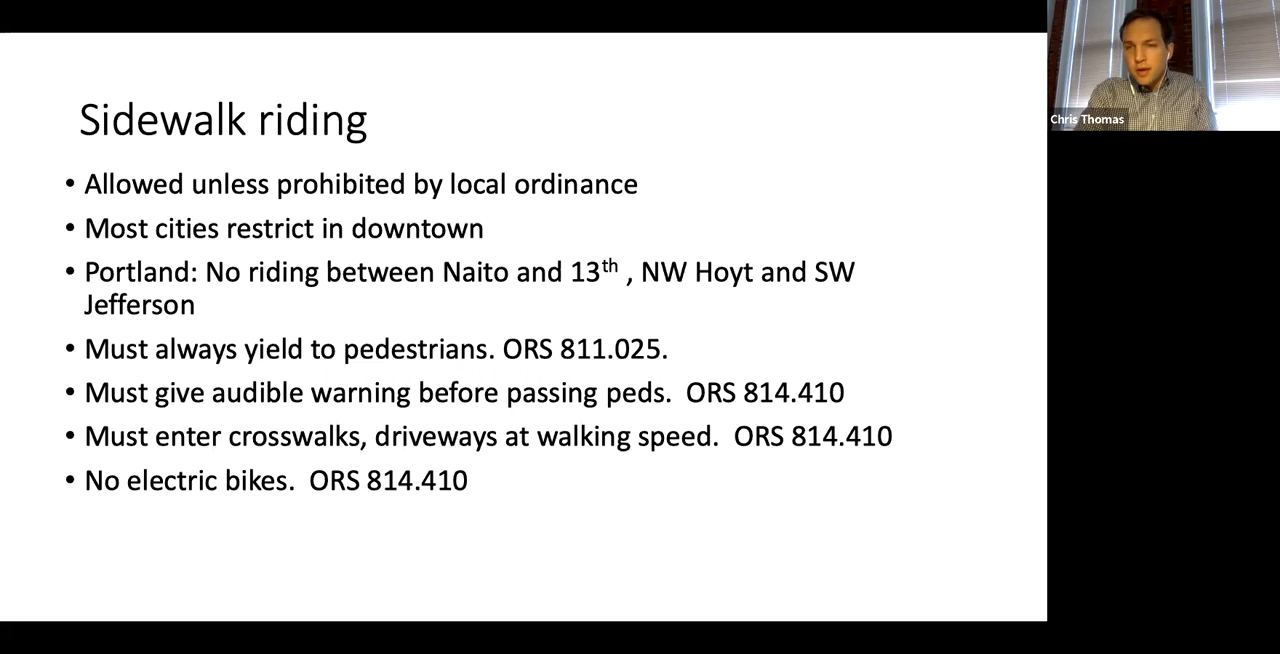 Sidewalk riding
• Allowed unless prohibited by local ordinance
• Most cities restrict in downtown
• Portland: No riding between Naito and 13th , NW Hoyt and SW
Jefferson
• Must always yield to pedestrians. ORS 811.025.
• Must give audible warning before passing peds.  ORS 814.410
• Must enter crosswalks, driveways at walking speed.  ORS 814.410
• No electric bikes.  ORS 814.410
Chris Thomas